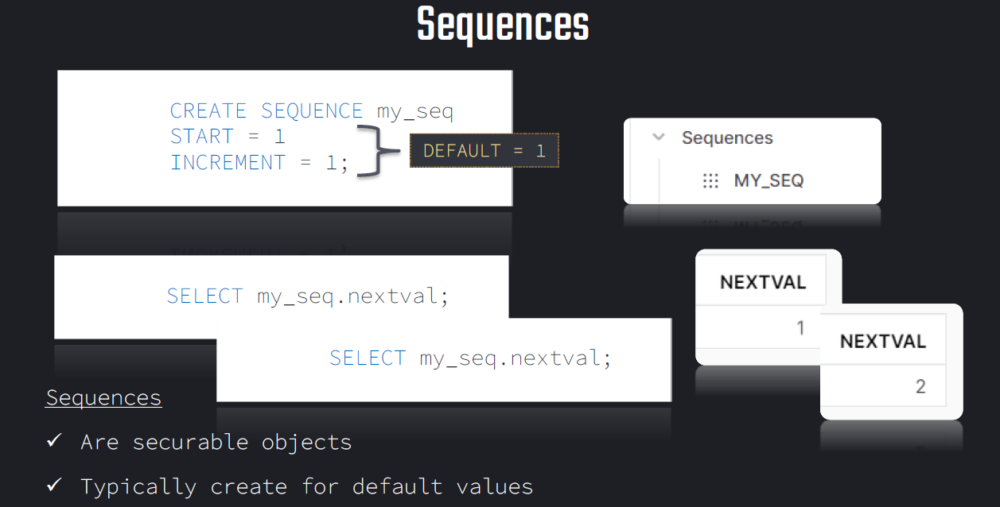 Sequences
CREATE SEQUENCE my_seq
START = 1
INCREMENT = 1;
DEFAULT = 1
Sequences
MY_SEQ
SELECT my_seq.nextval;
SELECT my_seq.nextval;
NEXTVAL
1
NEXTVAL
2
Sequences
✓ Are securable objects
✓ Typically create for default values